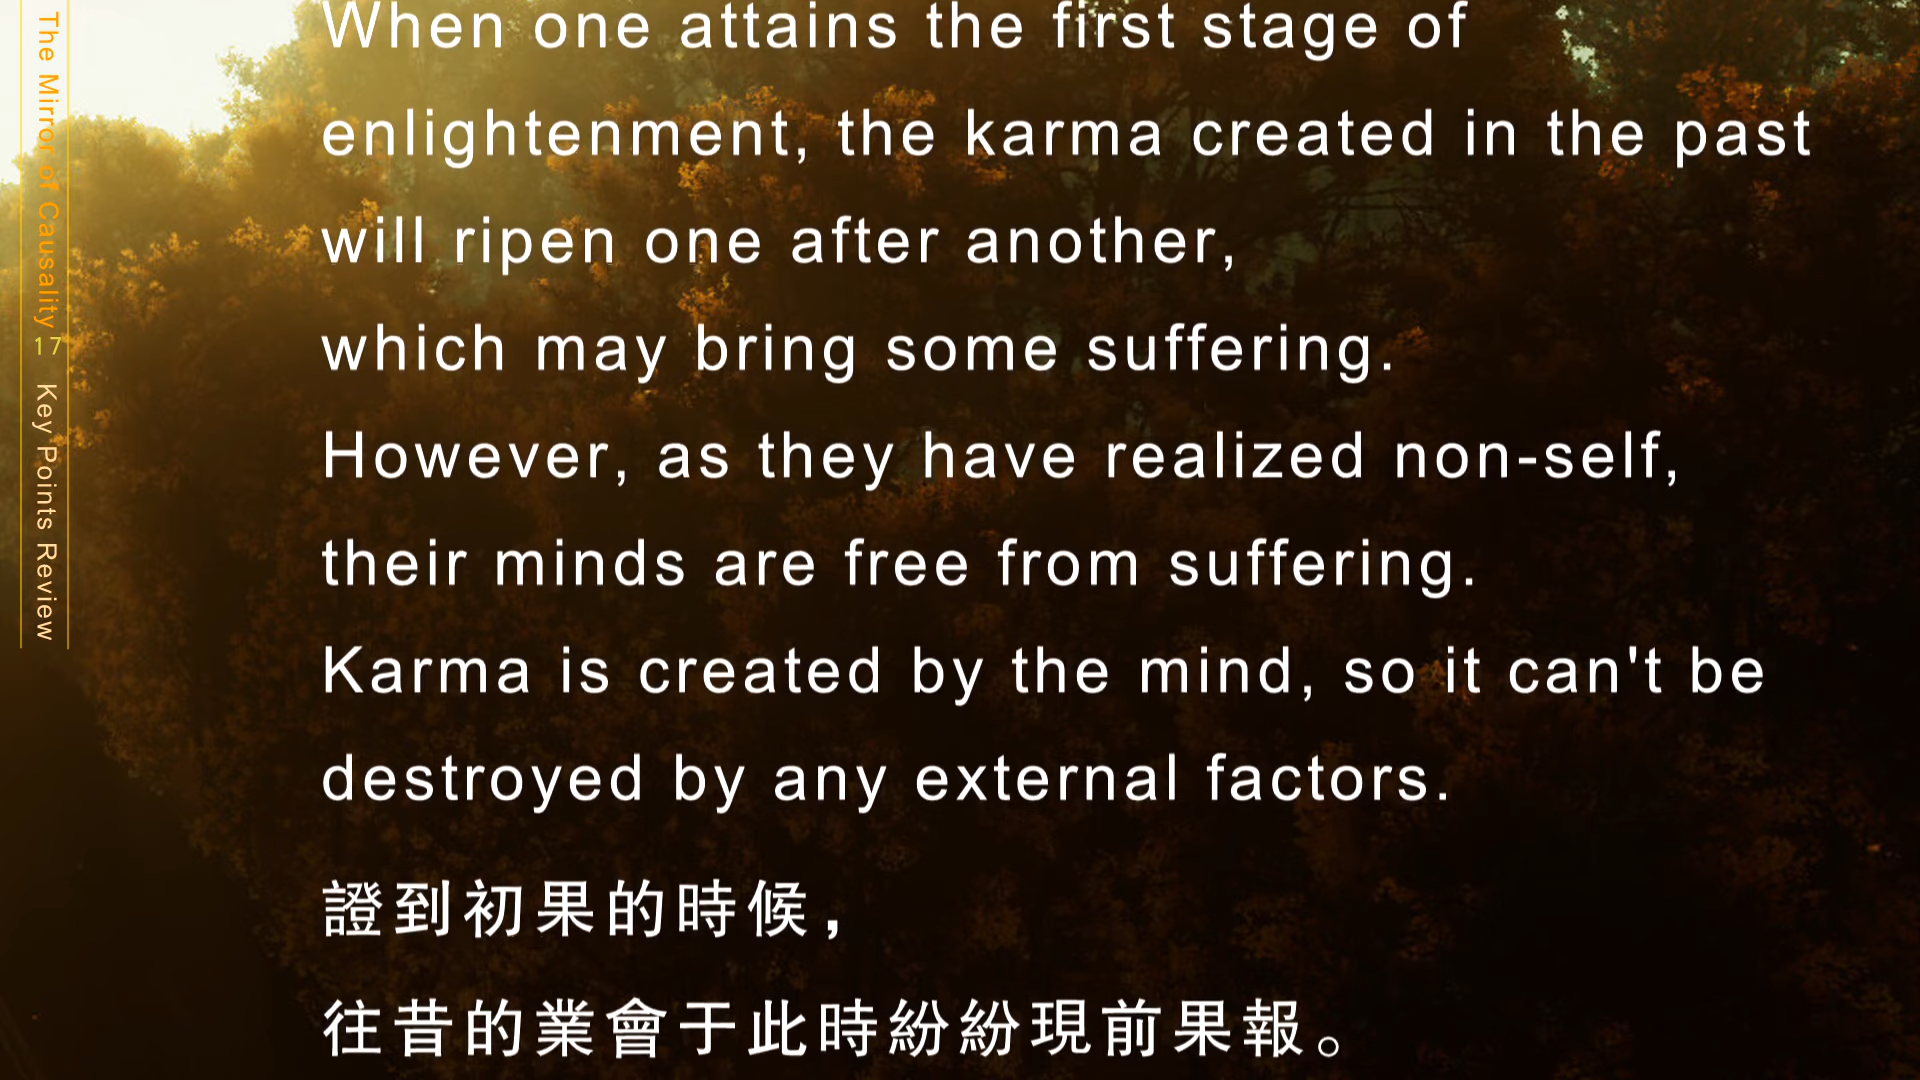 The Mirror of Causality 17 Key Points Review
When one attains the first stage of
enlightenment, the karma created in the past
will ripen one after another,
which may bring some suffering.
However, as they have realized non-self,
their minds are free from suffering.
Karma is created by the mind, so it can't be
destroyed by any external factors.
證到初果的時候，
往昔的業會于此時紛紛現前果報。